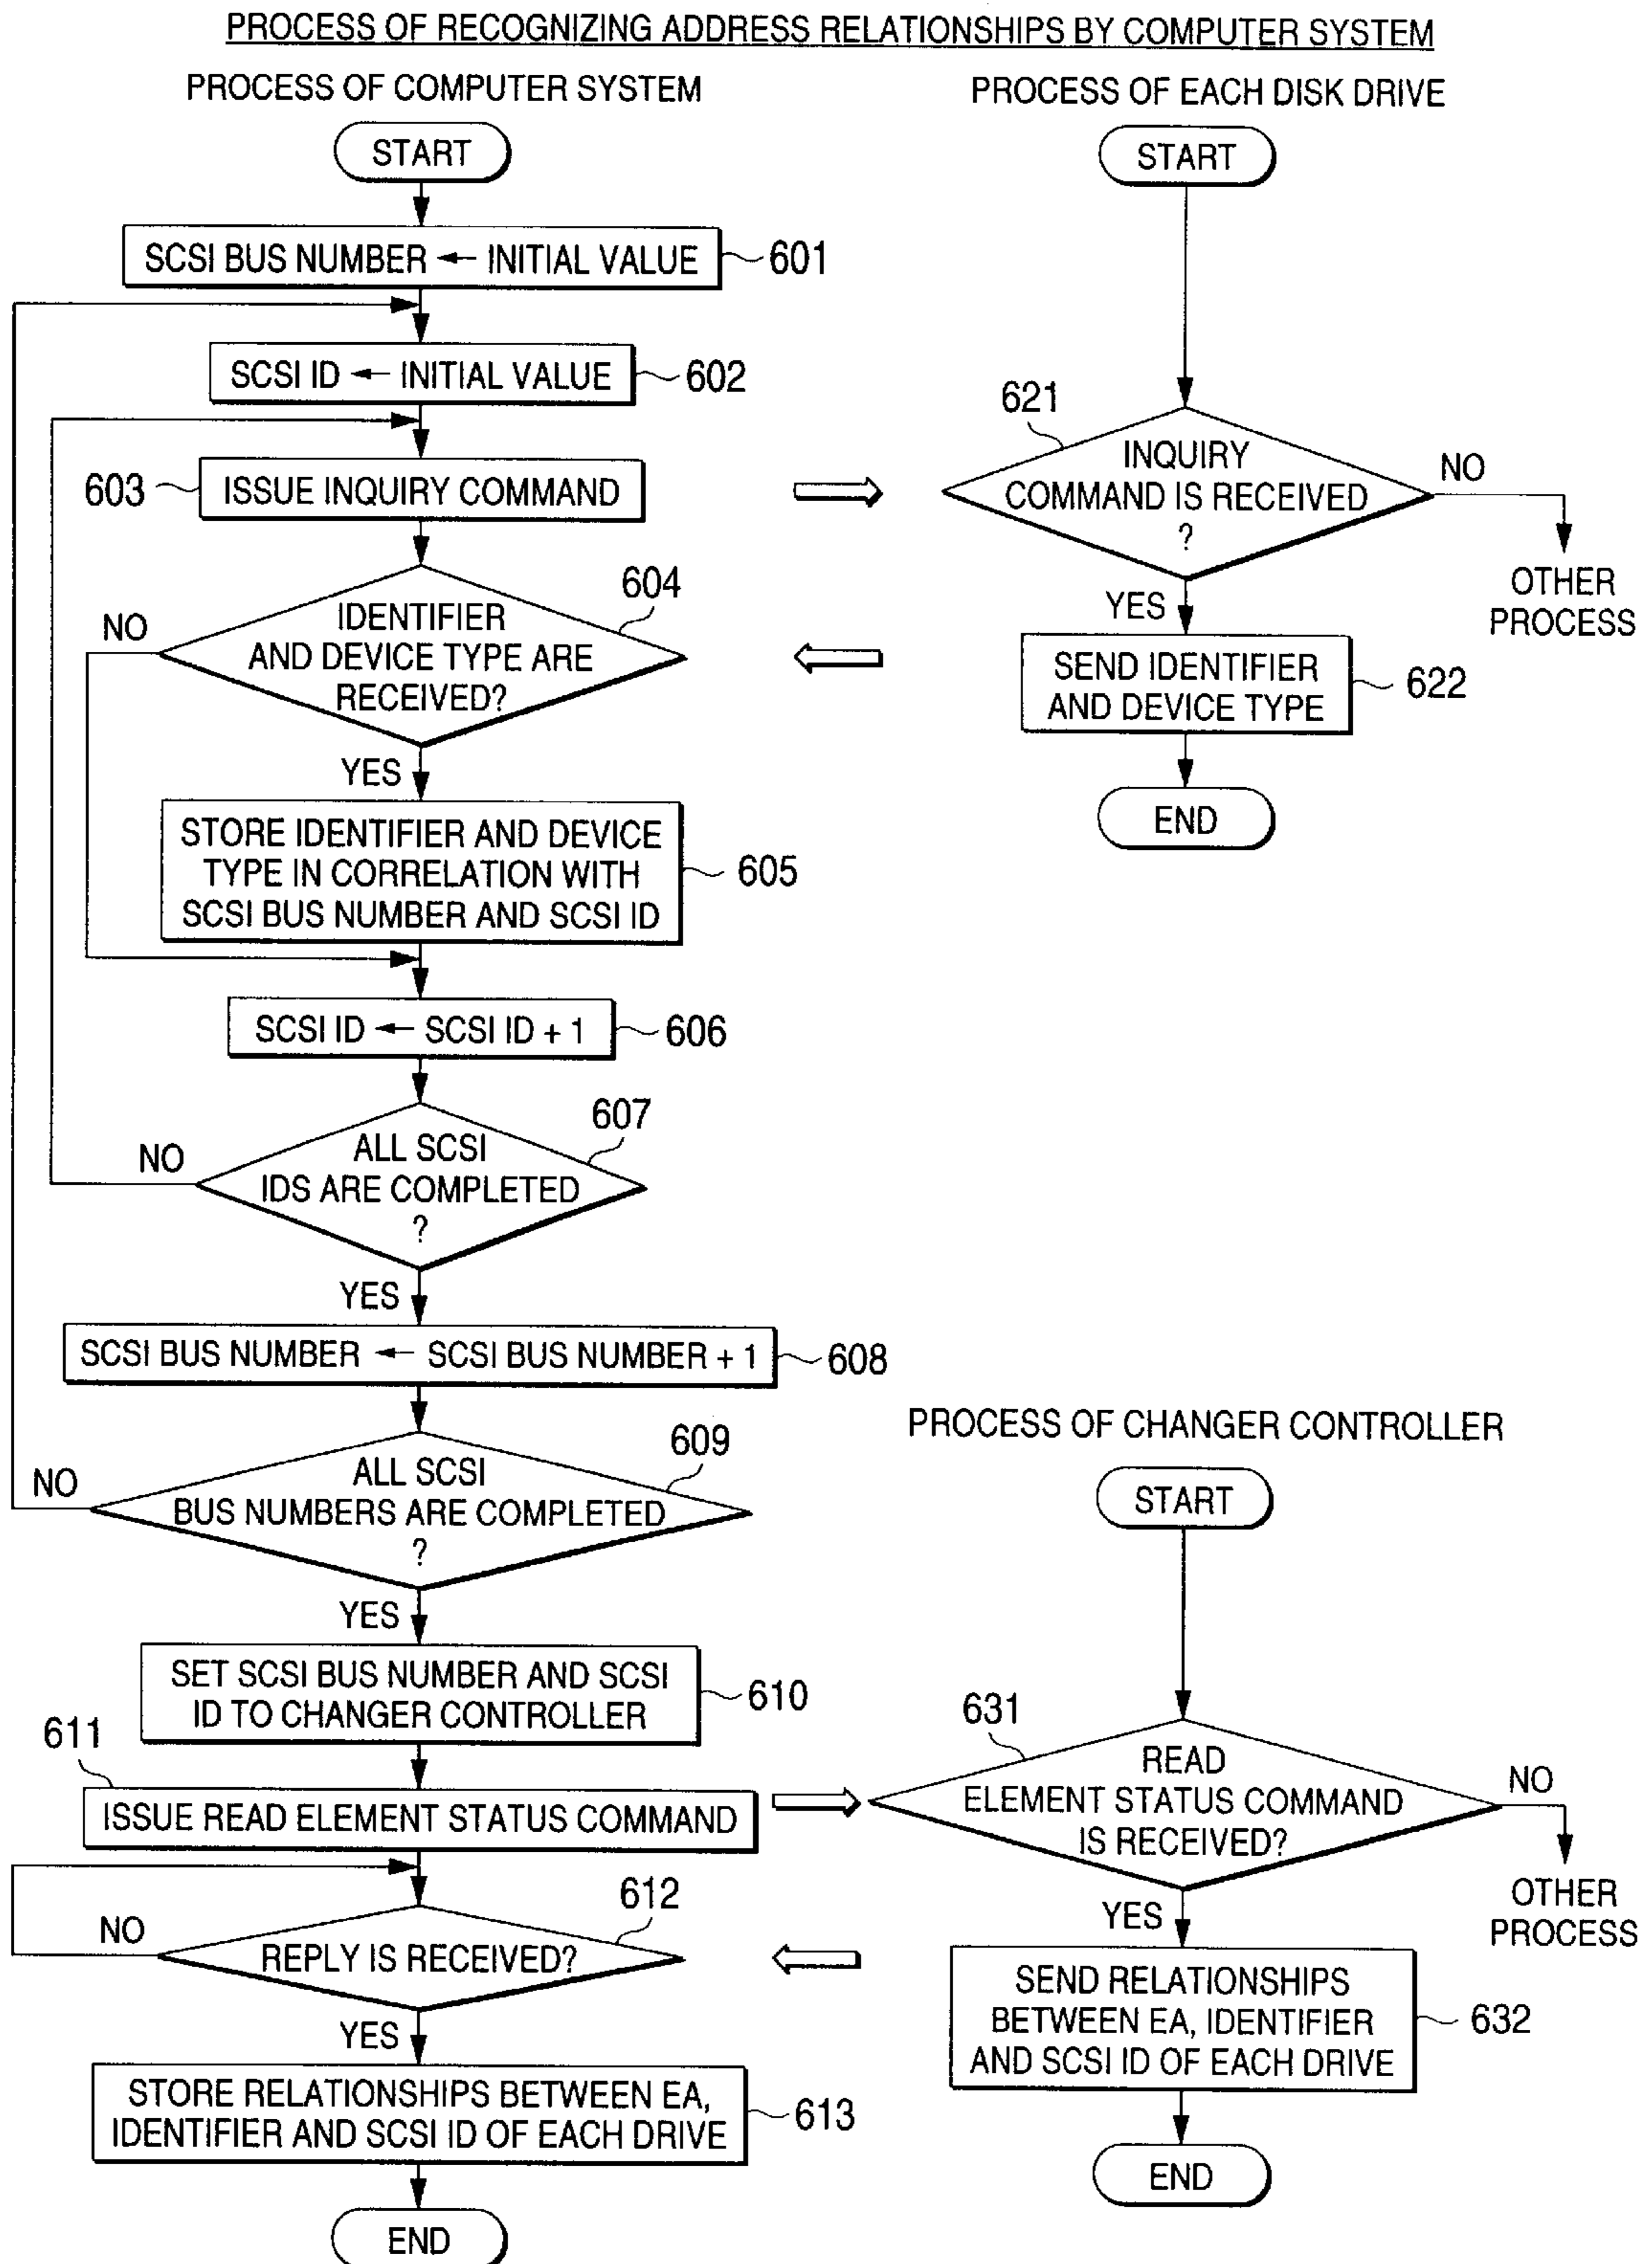 PROCESS OF RECOGNIZING ADDRESS RELATIONSHIPS BY COMPUTER SYSTEM
PROCESS OF COMPUTER SYSTEM
START
SCSI BUS NUMBER ← INITIAL VALUE
601
SCSI ID ← INITIAL VALUE
602
603
ISSUE INQUIRY COMMAND
604
IDENTIFIER
AND DEVICE TYPE ARE
RECEIVED?
NO
YES
STORE IDENTIFIER AND DEVICE
TYPE IN CORRELATION WITH
SCSI BUS NUMBER AND SCSI ID
605
SCSI ID ← SCSI ID + 1
606
607
ALL SCSI
IDS ARE COMPLETED
?
NO
YES
SCSI BUS NUMBER ← SCSI BUS NUMBER + 1
608
609
ALL SCSI
BUS NUMBERS ARE COMPLETED
?
NO
YES
SET SCSI BUS NUMBER AND SCSI
ID TO CHANGER CONTROLLER
610
611
ISSUE READ ELEMENT STATUS COMMAND
612
REPLY IS RECEIVED?
NO
YES
STORE RELATIONSHIPS BETWEEN EA,
IDENTIFIER AND SCSI ID OF EACH DRIVE
613
END
PROCESS OF EACH DISK DRIVE
START
621
INQUIRY
COMMAND IS RECEIVED
?
NO
OTHER
PROCESS
YES
SEND IDENTIFIER
AND DEVICE TYPE
622
END
PROCESS OF CHANGER CONTROLLER
START
631
READ
ELEMENT STATUS COMMAND
IS RECEIVED?
NO
OTHER
PROCESS
YES
SEND RELATIONSHIPS
BETWEEN EA, IDENTIFIER
AND SCSI ID OF EACH DRIVE
632
END